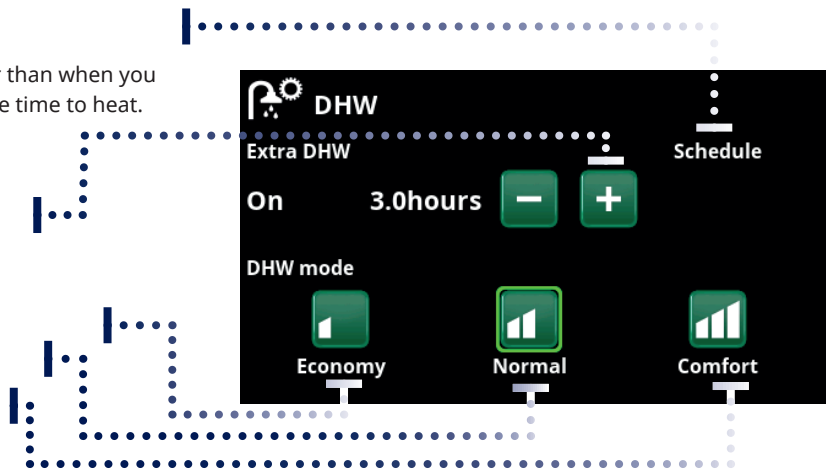 r than when you
e time to heat.
DHW
Extra DHW
Schedule
On 3.0hours − +
DHW mode
Economy Normal Comfort